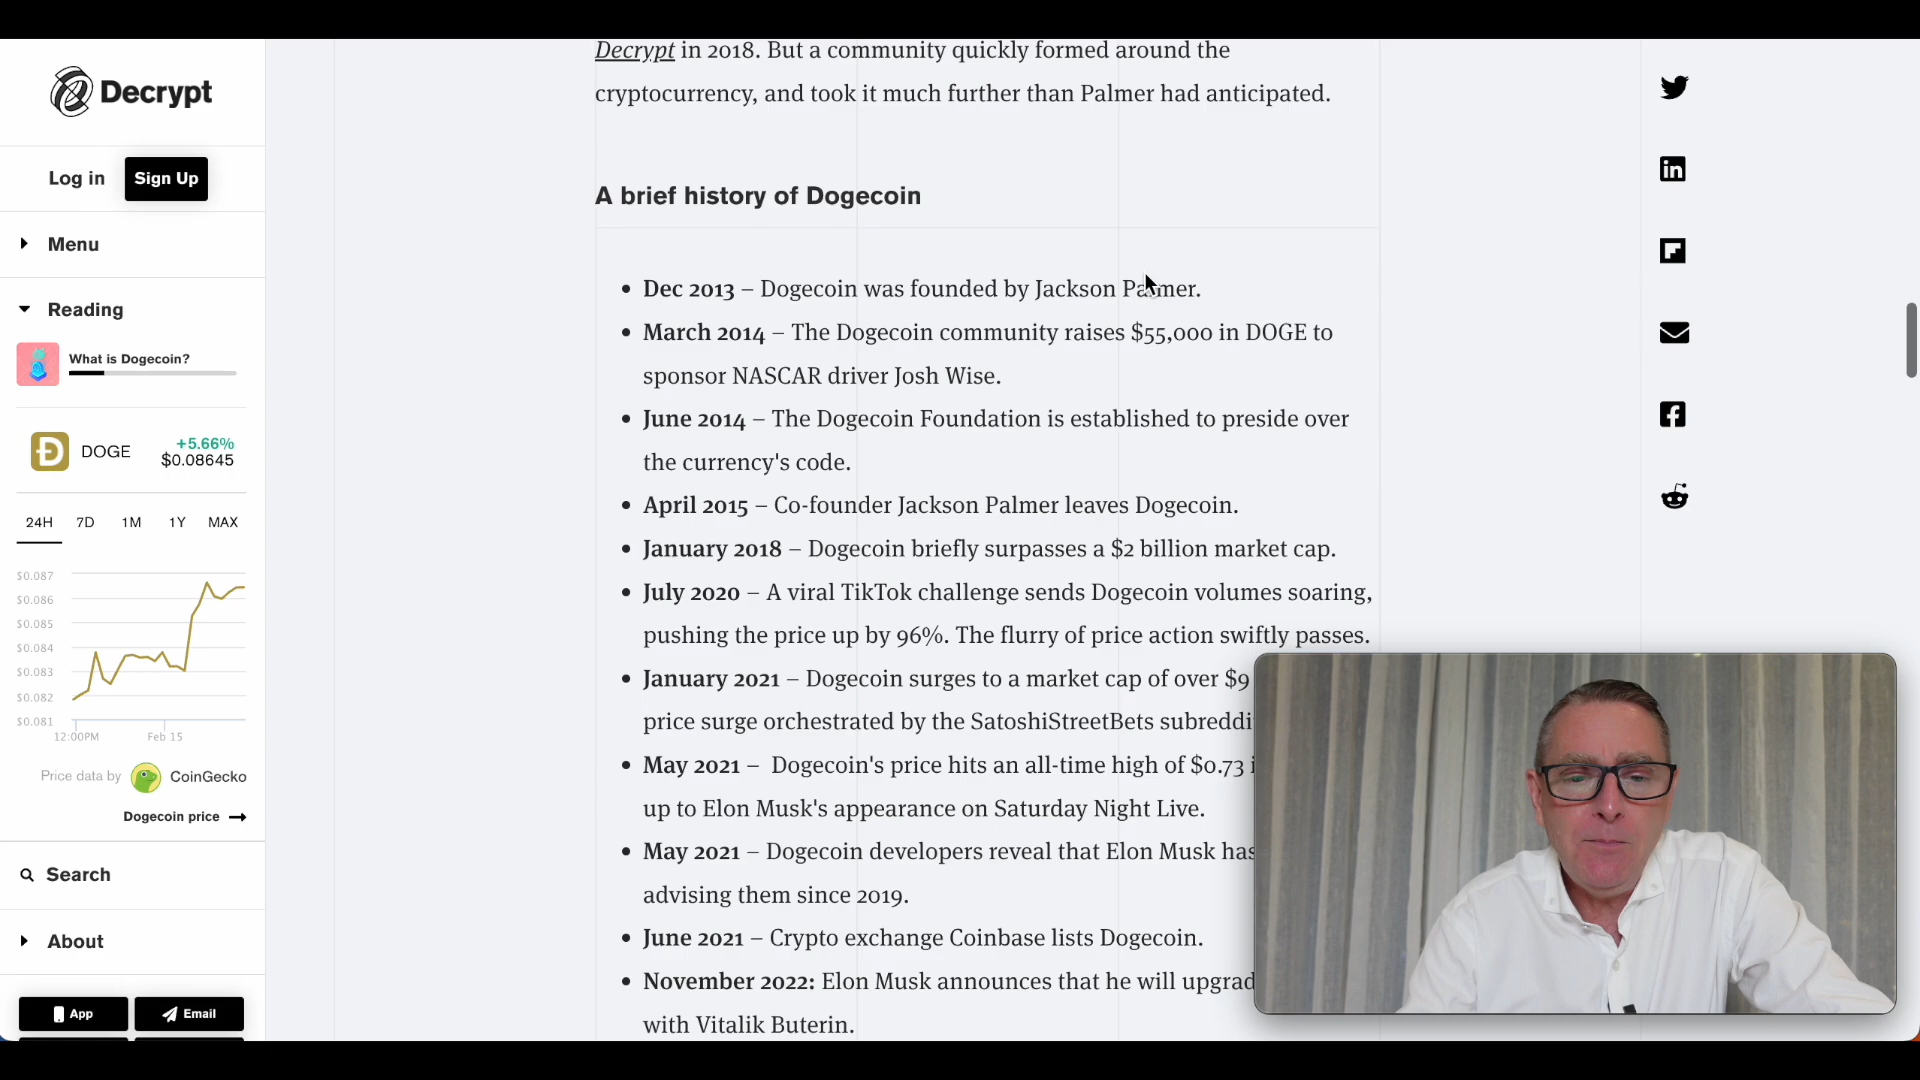 Decrypt
Log in
Sign Up
Menu
Reading
What is Dogecoin?
DOGE
+5.66%
$0.08645
24H 7D 1M 1Y MAX
$0.087
$0.086
$0.085
$0.084
$0.083
$0.082
$0.081
12:00PM Feb 15
Price data by CoinGecko
Dogecoin price
Search
About
App
Email
Decrypt in 2018. But a community quickly formed around the
cryptocurrency, and took it much further than Palmer had anticipated.
A brief history of Dogecoin
Dec 2013 – Dogecoin was founded by Jackson Palmer.
March 2014 – The Dogecoin community raises $55,000 in DOGE to
sponsor NASCAR driver Josh Wise.
June 2014 – The Dogecoin Foundation is established to preside over
the currency's code.
April 2015 – Co-founder Jackson Palmer leaves Dogecoin.
January 2018 – Dogecoin briefly surpasses a $2 billion market cap.
July 2020 – A viral TikTok challenge sends Dogecoin volumes soaring,
pushing the price up by 96%. The flurry of price action swiftly passes.
January 2021 – Dogecoin surges to a market cap of over $9
price surge orchestrated by the SatoshiStreetBets
May 2021 – Dogecoin's price hits an all-time high of $0.73
up to Elon Musk's appearance on Saturday Night Live.
May 2021 – Dogecoin developers reveal that Elon Musk has
advising them since 2019.
June 2021 – Crypto exchange Coinbase lists Dogecoin.
November 2022: Elon Musk announces that he will
with Vitalik Buterin.